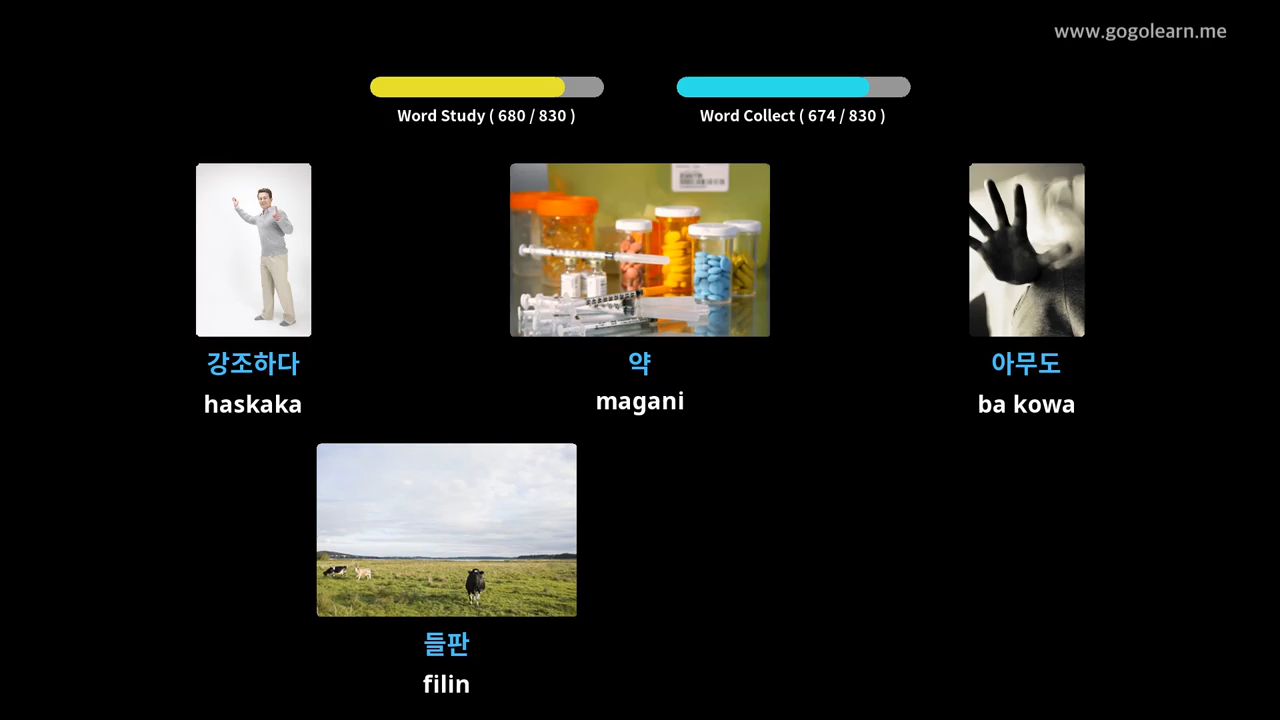 www.gogolearn.me
Word Study ( 680 / 830 )
Word Collect ( 674 / 830 )
강조하다
haskaka
약
magani
아무도
ba kowa
들판
filin